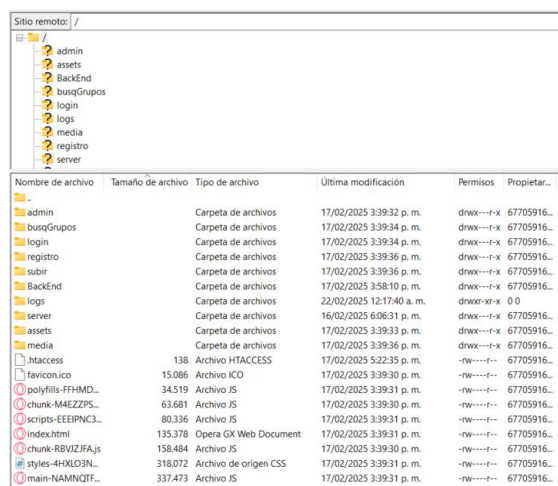 Sitio remoto: /
/
admin
assets
BackEnd
busqGrupos
login
logs
media
registro
server
Nombre de archivo Tamaño de archivo Tipo de archivo Última modificación Permisos Propietar...
..
admin Carpeta de archivos 17/02/2025 3:39:32 p. m. drwx---r-x 67705916...
busqGrupos Carpeta de archivos 17/02/2025 3:39:34 p. m. drwx---r-x 67705916...
login Carpeta de archivos 17/02/2025 3:39:34 p. m. drwx---r-x 67705916...
registro Carpeta de archivos 17/02/2025 3:39:36 p. m. drwx---r-x 67705916...
subir Carpeta de archivos 17/02/2025 3:39:36 p. m. drwx---r-x 67705916...
BackEnd Carpeta de archivos 17/02/2025 3:58:10 p. m. drwx---r-x 67705916...
logs Carpeta de archivos 22/02/2025 12:17:40 a. m. drwxr-xr-x 0 0
server Carpeta de archivos 16/02/2025 6:06:31 p. m. drwx---r-x 67705916...
assets Carpeta de archivos 17/02/2025 3:39:33 p. m. drwx---r-x 67705916...
media Carpeta de archivos 17/02/2025 3:39:36 p. m. drwx---r-x 67705916...
.htaccess 138 Archivo HTACCESS 17/02/2025 5:22:35 p. m. -rw----r-- 67705916...
favicon.ico 15.086 Archivo ICO 17/02/2025 3:39:30 p. m. -rw----r-- 67705916...
polyfills-FFHMD... 34.519 Archivo JS 17/02/2025 3:39:31 p. m. -rw----r-- 67705916...
chunk-M4EZZPS... 63.681 Archivo JS 17/02/2025 3:39:30 p. m. -rw----r-- 67705916...
scripts-EEEIPNC3... 80.336 Archivo JS 17/02/2025 3:39:31 p. m. -rw----r-- 67705916...
index.html 135.378 Opera GX Web Document 17/02/2025 3:39:31 p. m. -rw----r-- 67705916...
chunk-RBVJZJFA.js 158.484 Archivo JS 17/02/2025 3:39:30 p. m. -rw----r-- 67705916...
styles-4HXLO3N... 318.072 Archivo de origen CSS 17/02/2025 3:39:31 p. m. -rw----r-- 67705916...
main-NAMNQTF... 337.473 Archivo JS 17/02/2025 3:39:31 p. m. -rw----r-- 67705916...